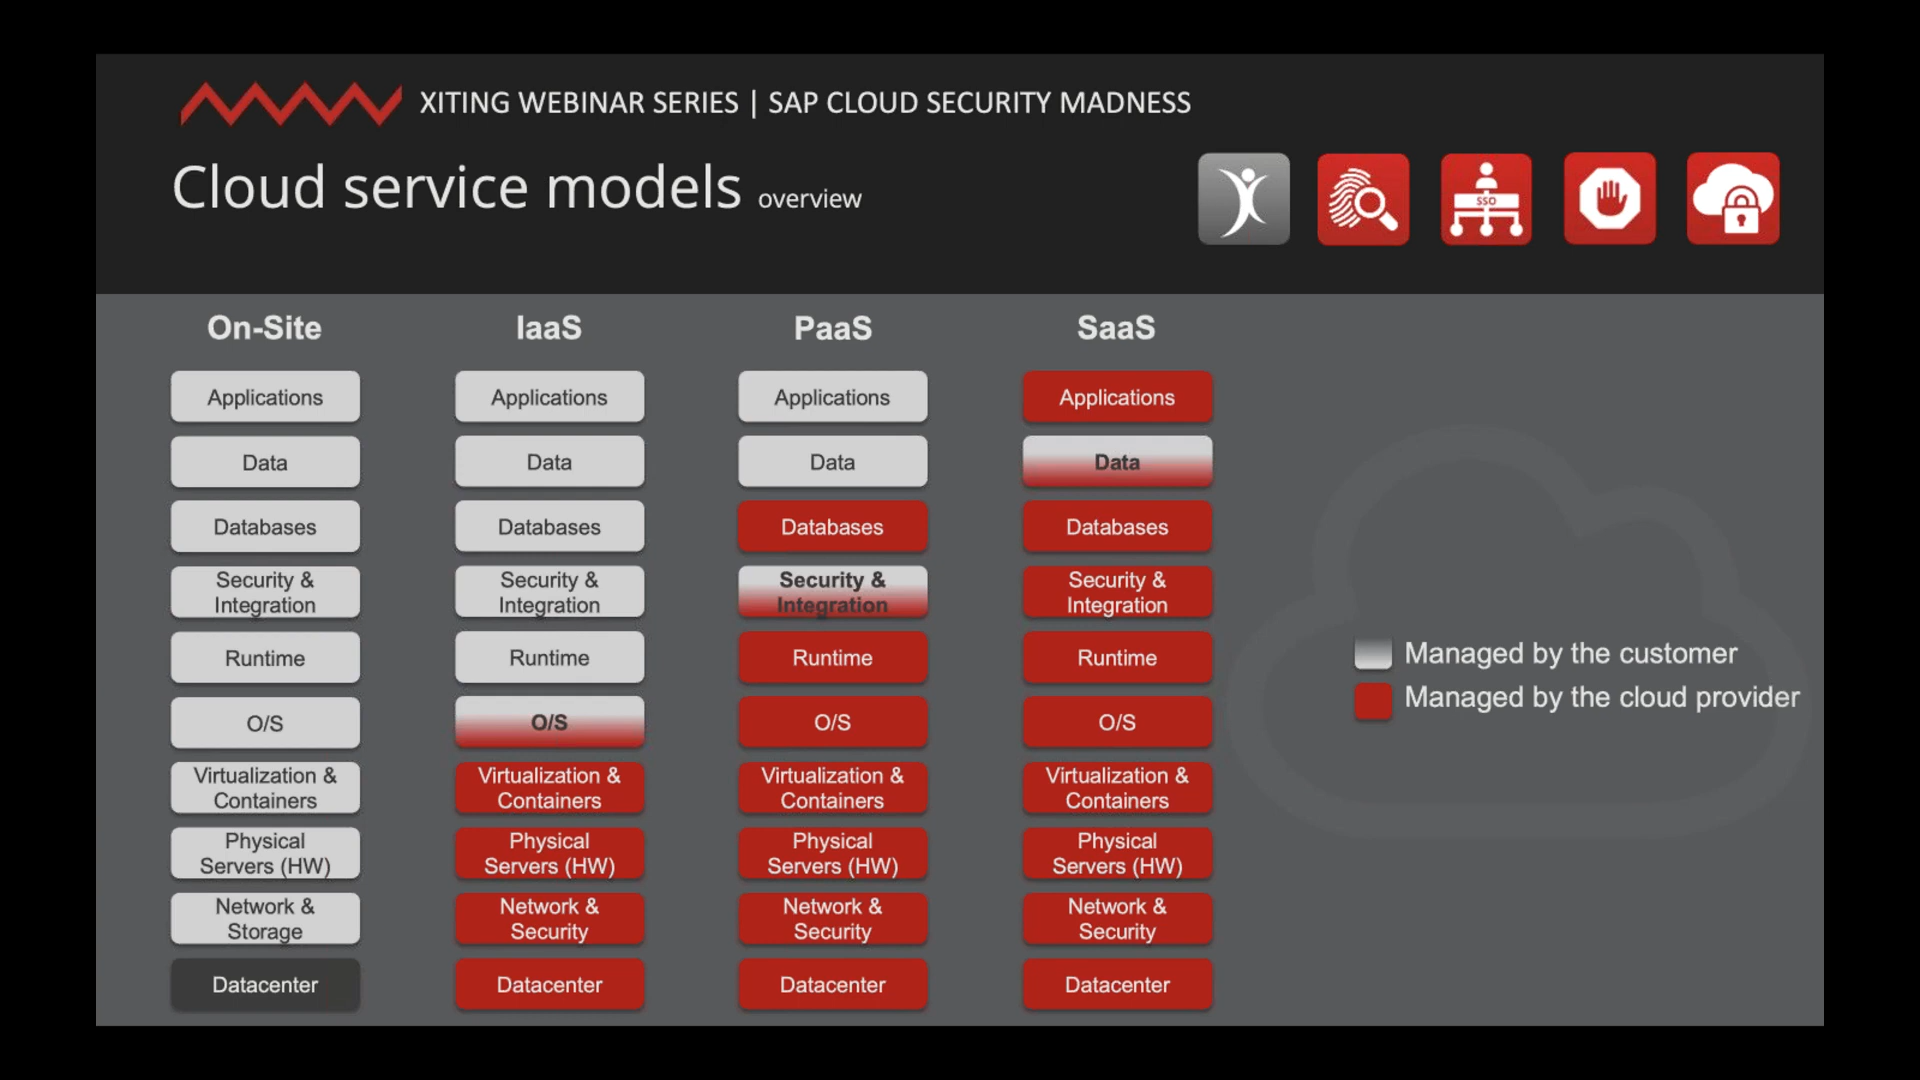 XITING WEBINAR SERIES | SAP CLOUD SECURITY MADNESS
Cloud service models overview
SSO
On-Site
Applications
Data
Databases
Security &
Integration
Runtime
O/S
Virtualization &
Containers
Physical
Servers (HW)
Network &
Storage
Datacenter
IaaS
Applications
Data
Databases
Security &
Integration
Runtime
O/S
Virtualization &
Containers
Physical
Servers (HW)
Network &
Security
Datacenter
PaaS
Applications
Data
Databases
Security &
Integration
Runtime
O/S
Virtualization &
Containers
Physical
Servers (HW)
Network &
Security
Datacenter
SaaS
Applications
Data
Databases
Security &
Integration
Runtime
O/S
Virtualization &
Containers
Physical
Servers (HW)
Network &
Security
Datacenter
Managed by the customer
Managed by the cloud provider